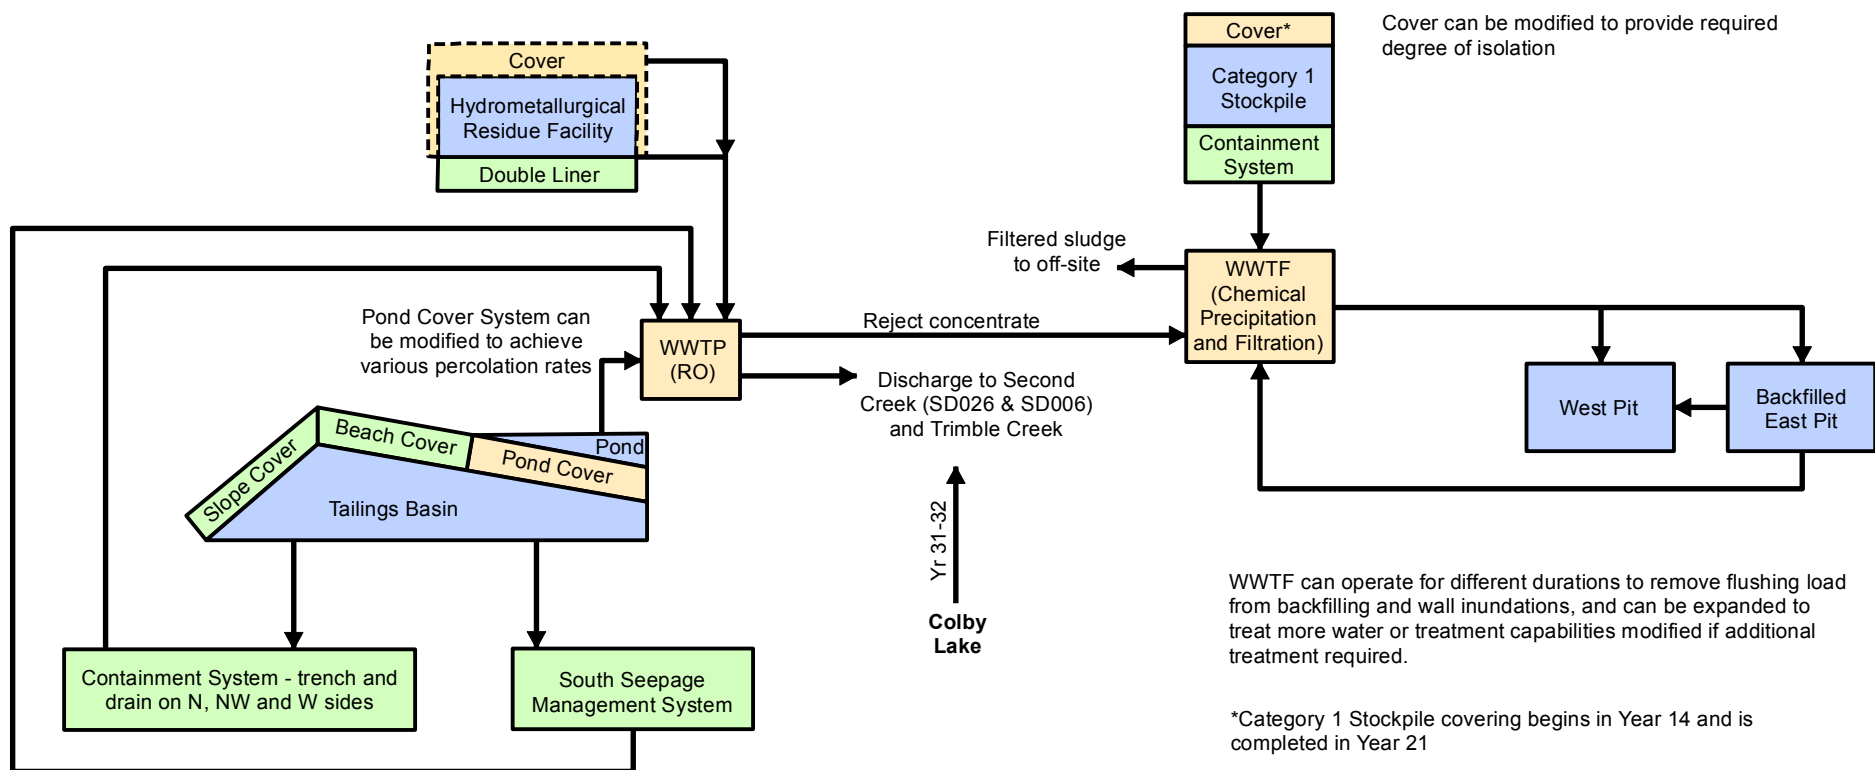 Cover
Hydrometallurgical
Residue Facility
Double Liner
Cover*
Category 1
Stockpile
Containment
System
Cover can be modified to provide required
degree of isolation
Filtered sludge
to off-site
WWTF
(Chemical
Precipitation
and Filtration)
Pond Cover System can
be modified to achieve
various percolation rates
WWTP
(RO)
Reject concentrate
Discharge to Second
Creek (SD026 & SD006)
and Trimble Creek
West Pit
Backfilled
East Pit
Slope Cover
Beach Cover
Pond Cover
Pond
Tailings Basin
Yr 31-32
Colby
Lake
Containment System - trench and
drain on N, NW and W sides
South Seepage
Management System
WWTF can operate for different durations to remove flushing load
from backfilling and wall inundations, and can be expanded to
treat more water or treatment capabilities modified if additional
treatment required.
*Category 1 Stockpile covering begins in Year 14 and is
completed in Year 21